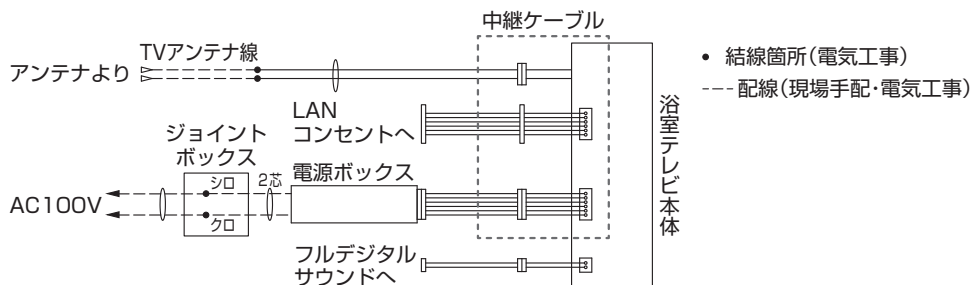 中継ケーブル
TVアンテナ線
アンテナより
LAN
コンセントへ
ジョイント
ボックス
シロ
クロ
2芯
電源ボックス
AC100V
フルデジタル
サウンドへ
浴室テレビ本体
• 結線箇所(電気工事)
---- 配線(現場手配・電気工事)